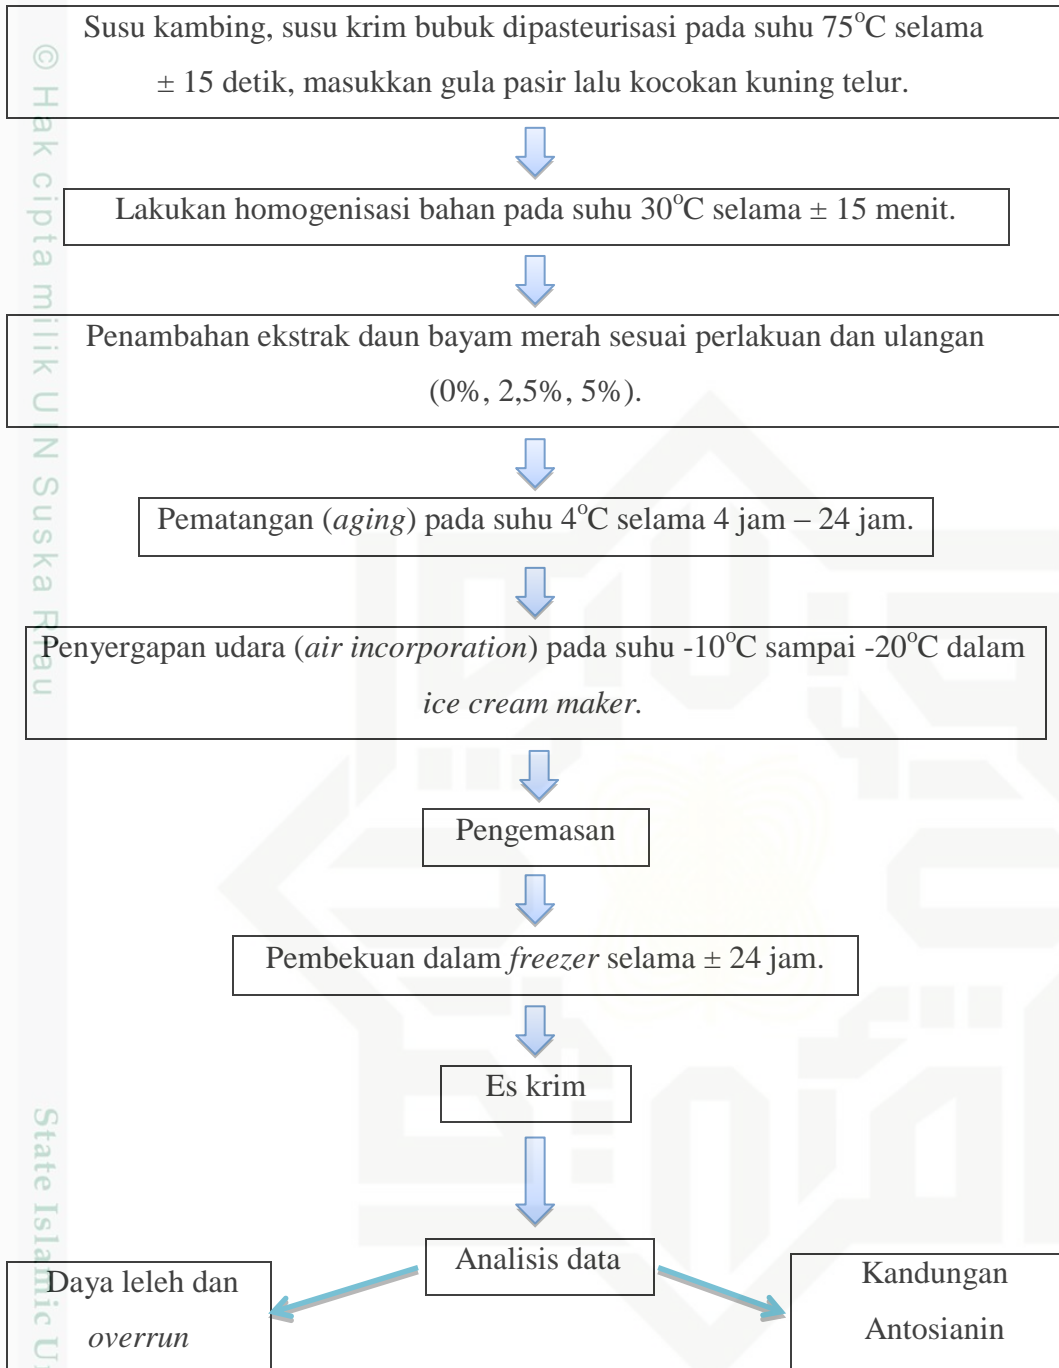 Susu kambing, susu krim bubuk dipasteurisasi pada suhu 75°C selama
± 15 detik, masukkan gula pasir lalu kocokan kuning telur.
Lakukan homogenisasi bahan pada suhu 30°C selama ± 15 menit.
Penambahan ekstrak daun bayam merah sesuai perlakuan dan ulangan
(0%, 2,5%, 5%).
Pematangan (aging) pada suhu 4°C selama 4 jam – 24 jam.
Penyergapan udara (air incorporation) pada suhu -10°C sampai -20°C dalam
ice cream maker.
Pengemasan
Pembekuan dalam freezer selama ± 24 jam.
Es krim
Analisis data
Daya leleh dan
overrun
Kandungan
Antosianin
© Hak cipta milik UIN Suska Riau
State Islamic Un